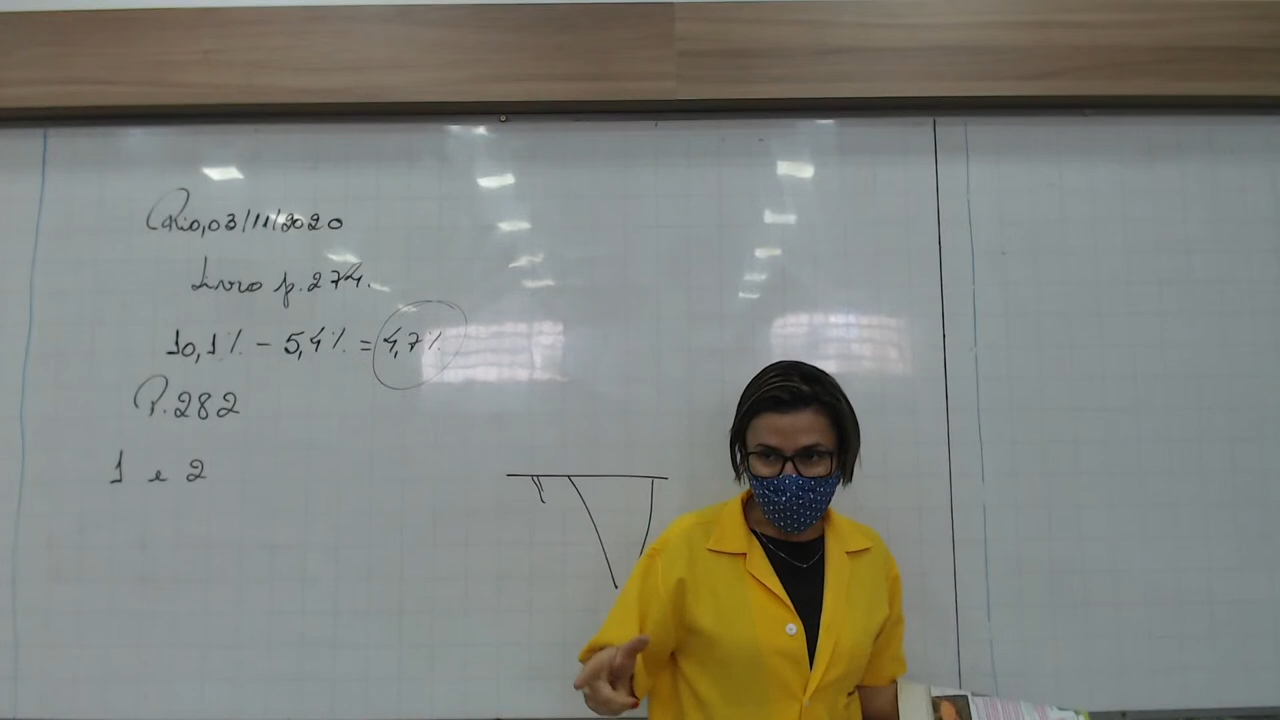 Rio, 03/11/2020
Livro p. 274.
10,1% - 5,4% = 4,7%
P. 282
1 e 2